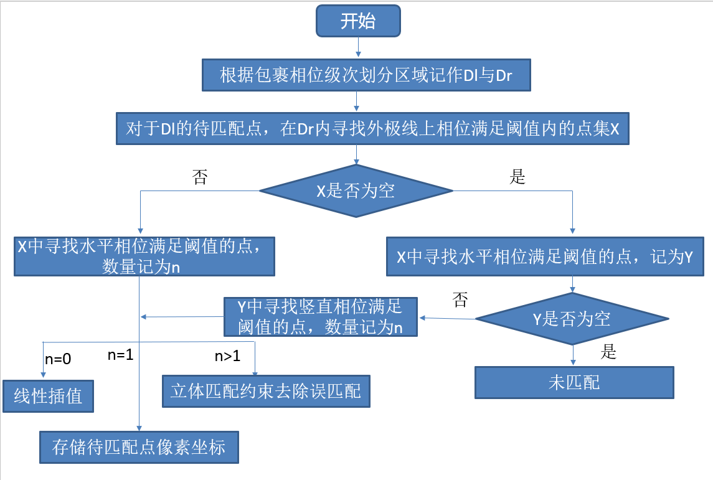 开始
根据包裹相位级次划分区域记作Dl与Dr
对于Dl的待匹配点，在Dr内寻找外极线上相位满足阈值内的点集X
否
X是否为空
是
X中寻找水平相位满足阈值的点，
数量记为n
X中寻找水平相位满足阈值的点，记为Y
Y中寻找竖直相位满足
阈值的点，数量记为n
否
Y是否为空
是
n=0
n=1
n>1
线性插值
立体匹配约束去除误匹配
未匹配
存储待匹配点像素坐标